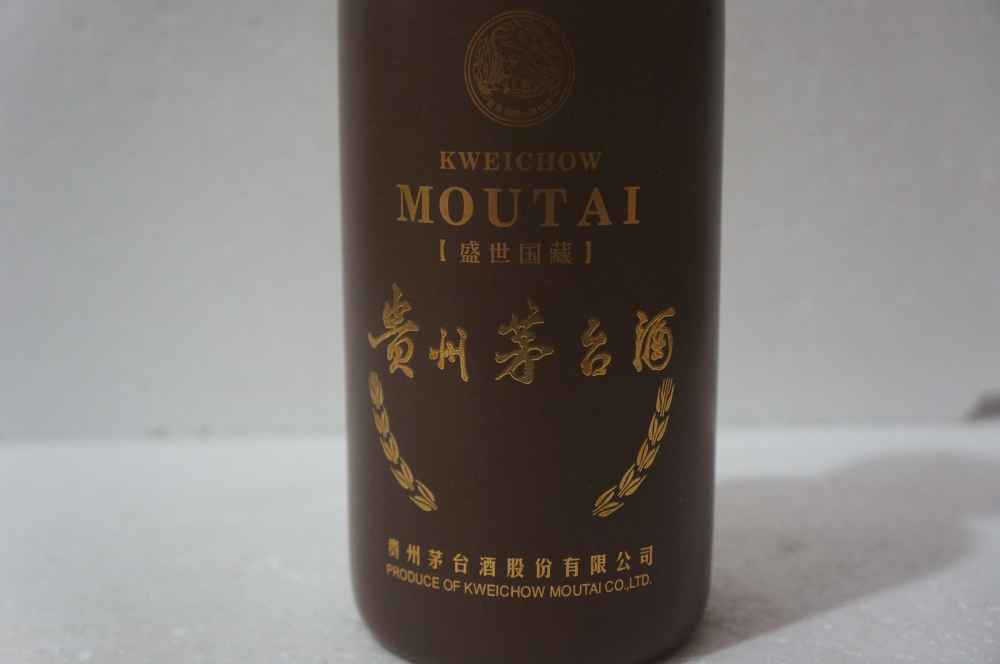 KWEICHOW
MOUTAI
【盛世国藏】
贵州茅台酒
贵州茅台酒股份有限公司
PRODUCE OF KWEICHOW MOUTAI CO.,LTD.